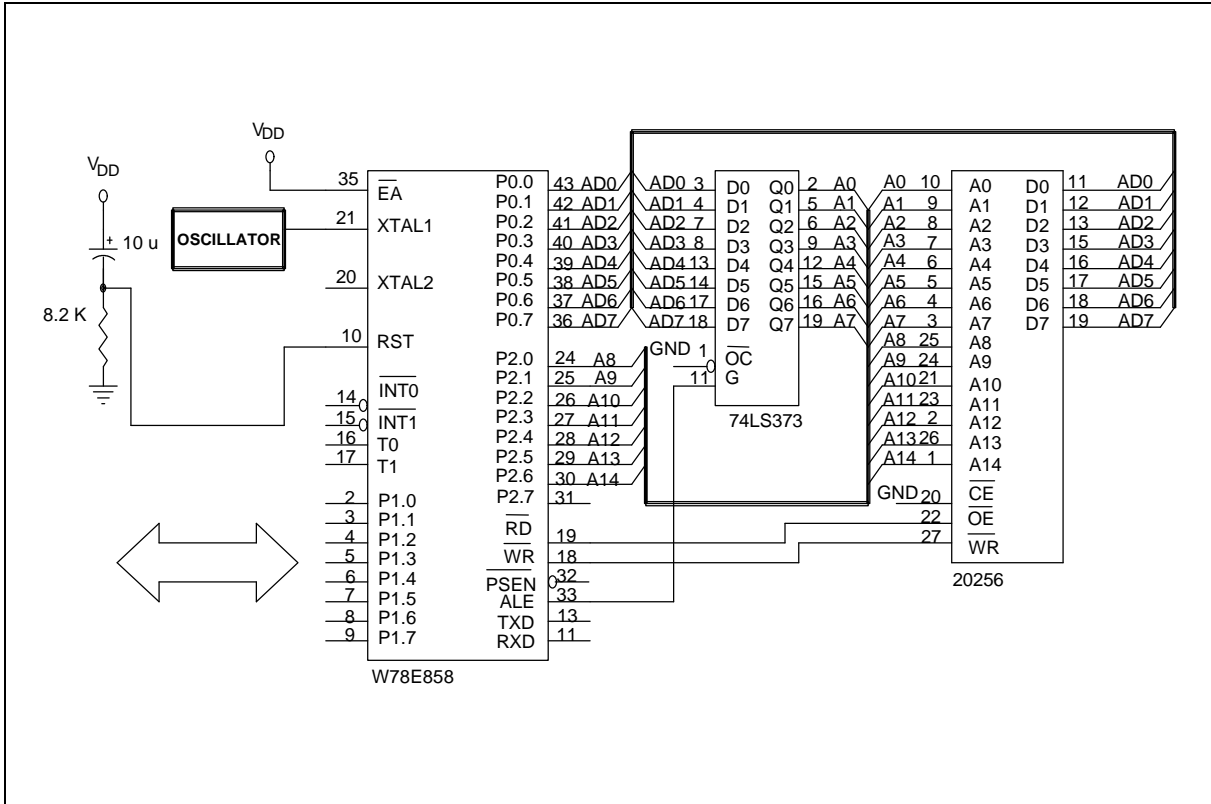 VDD
VDD
+ 10 u
8.2 K
OSCILLATOR
35 EA
21 XTAL1
20 XTAL2
10 RST
14 INT0
15 INT1
16 T0
17 T1
2 P1.0
3 P1.1
4 P1.2
5 P1.3
6 P1.4
7 P1.5
8 P1.6
9 P1.7
P0.0 43 AD0
P0.1 42 AD1
P0.2 41 AD2
P0.3 40 AD3
P0.4 39 AD4
P0.5 38 AD5
P0.6 37 AD6
P0.7 36 AD7
P2.0 24 A8
P2.1 25 A9
P2.2 26 A10
P2.3 27 A11
P2.4 28 A12
P2.5 29 A13
P2.6 30 A14
P2.7 31
RD 19
WR 18
PSEN 32
ALE 33
TXD 13
RXD 11
W78E858
AD0 3 D0 Q0 2 A0
AD1 4 D1 Q1 5 A1
AD2 7 D2 Q2 6 A2
AD3 8 D3 Q3 9 A3
AD4 13 D4 Q4 12 A4
AD5 14 D5 Q5 15 A5
AD6 17 D6 Q6 16 A6
AD7 18 D7 Q7 19 A7
GND 1 OC
11 G
74LS373
A0 10 A0 D0 11 AD0
A1 9 A1 D1 12 AD1
A2 8 A2 D2 13 AD2
A3 7 A3 D3 15 AD3
A4 6 A4 D4 16 AD4
A5 5 A5 D5 17 AD5
A6 4 A6 D6 18 AD6
A7 3 A7 D7 19 AD7
A8 25 A8
A9 24 A9
A10 21 A10
A11 23 A11
A12 2 A12
A13 26 A13
A14 1 A14
GND 20 CE
22 OE
27 WR
20256